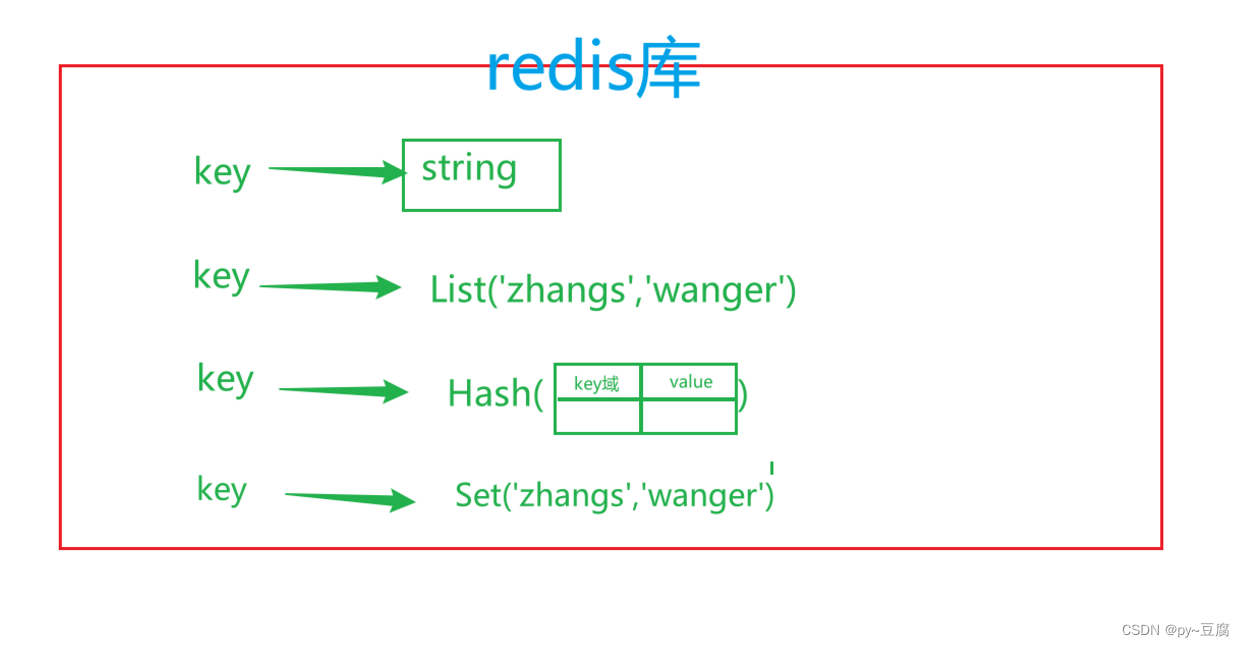 redis库
key string
key List('zhangs','wanger')
key Hash( key域 value )
key Set('zhangs','wanger')'
CSDN @py~豆腐